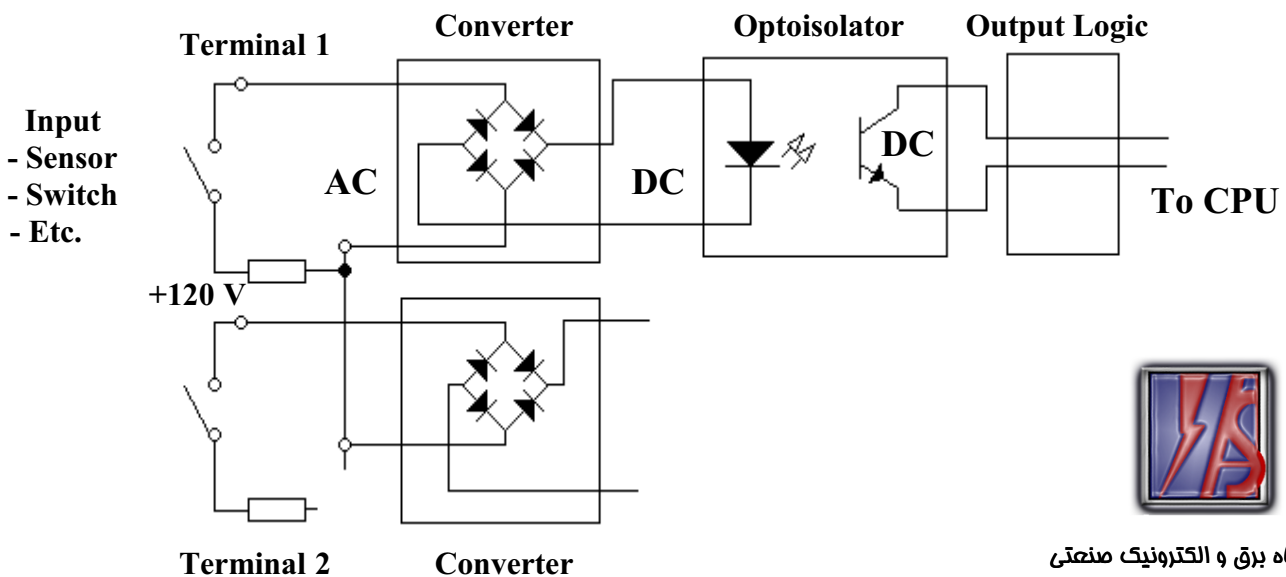 Terminal 1
Converter
Optoisolator
Output Logic
Input
- Sensor
- Switch
- Etc.
AC
DC
DC
To CPU
+120 V
Terminal 2
Converter
برق و الکترونیک صنعتی